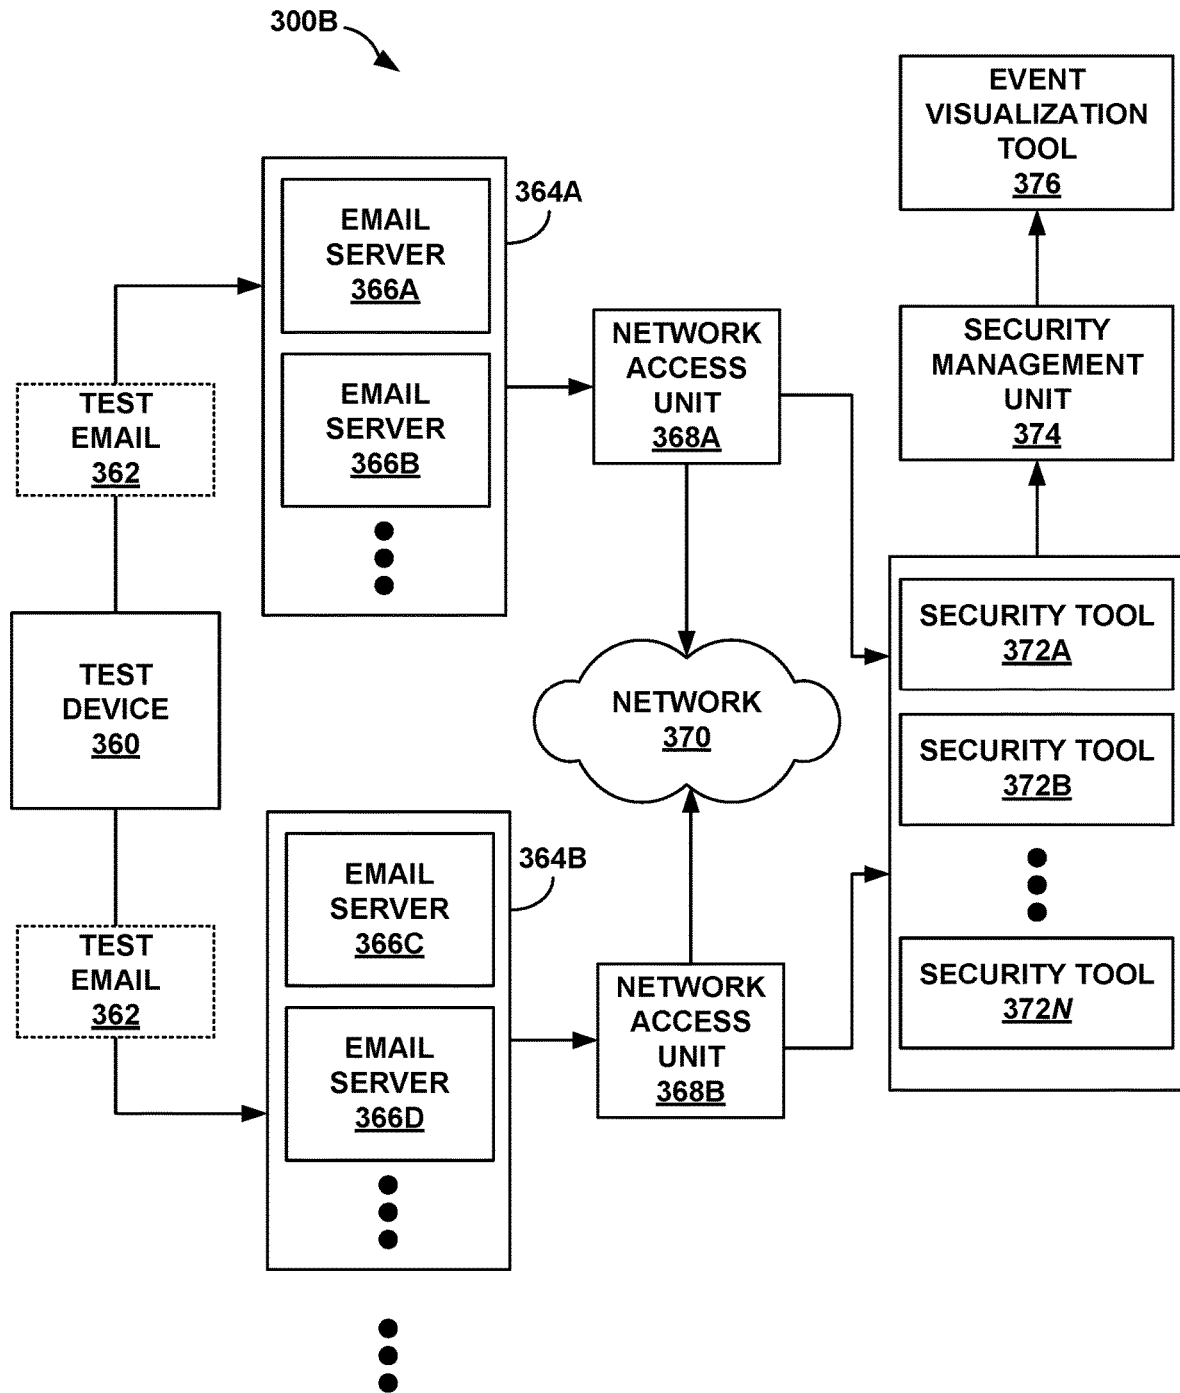 300B
EVENT
VISUALIZATION
TOOL
376
364A
EMAIL
SERVER
366A
EMAIL
SERVER
366B
NETWORK
ACCESS
UNIT
368A
SECURITY
MANAGEMENT
UNIT
374
TEST
EMAIL
362
TEST
DEVICE
360
NETWORK
370
SECURITY TOOL
372A
SECURITY TOOL
372B
SECURITY TOOL
372N
364B
EMAIL
SERVER
366C
EMAIL
SERVER
366D
NETWORK
ACCESS
UNIT
368B
TEST
EMAIL
362